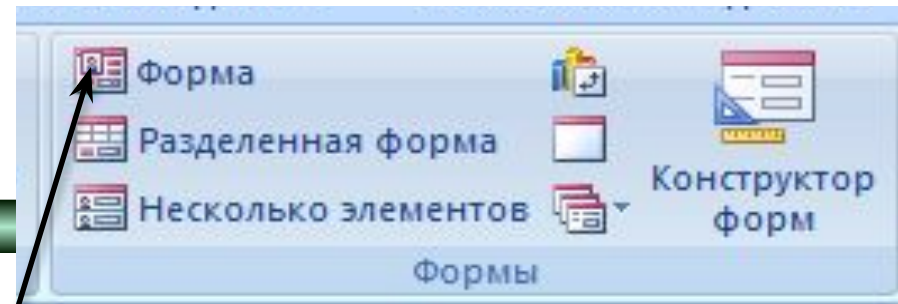 Форма
Разделенная форма
Несколько элементов
Конструктор
форм
Формы